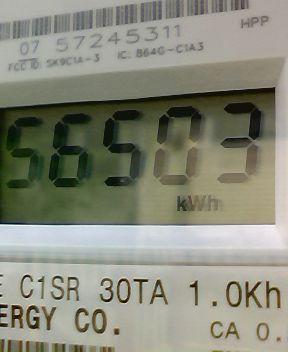 HPP
07 57245311
FCC ID: SK9C1A-3 IC: 864G-C1A3
56503
kWh
E C1SR 30TA 1.0Kh
ERGY CO.
CA 0.